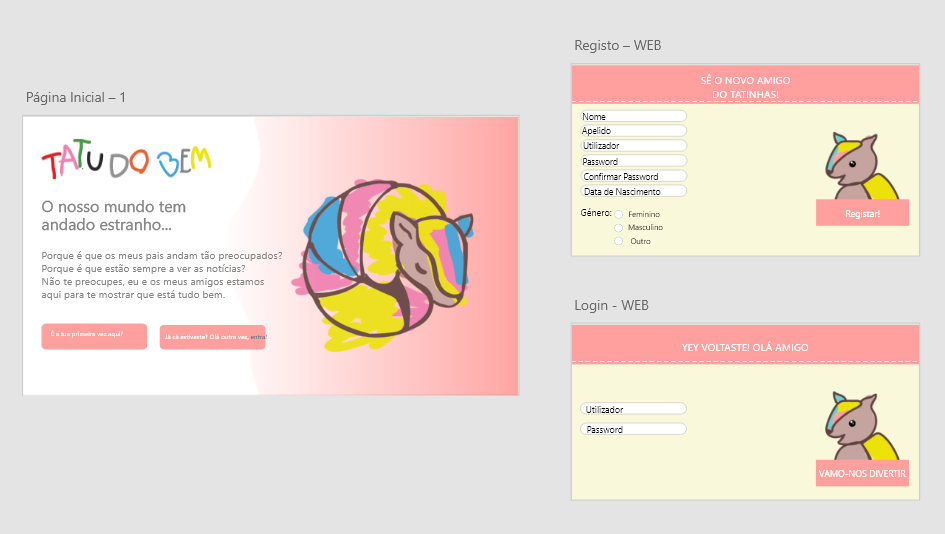 Página Inicial – 1
TATU DO BEM
O nosso mundo tem
andado estranho...
Porque é que os meus pais andam tão preocupados?
Porque é que estão sempre a ver as notícias?
Não te preocupes, eu e os meus amigos estamos
aqui para te mostrar que está tudo bem.
É a tua primeira vez aqui?
Já cá estiveste? Olá outra vez, entra!
Registo – WEB
SÊ O NOVO AMIGO
DO TATINHAS!
Nome
Apelido
Utilizador
Password
Confirmar Password
Data de Nascimento
Género:
Feminino
Masculino
Outro
Registar!
Login - WEB
YEY VOLTASTE! OLÁ AMIGO
Utilizador
Password
VAMO-NOS DIVERTIR